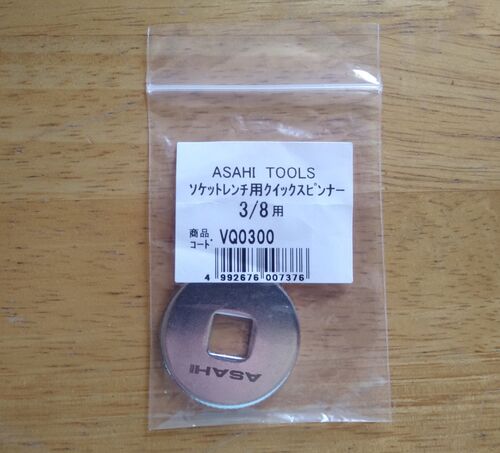 ASAHI TOOLS
ソケットレンチ用クイックスピンナー
3/8用
商品
コート゛ VQ0300
4 992676 007376
ASAHI